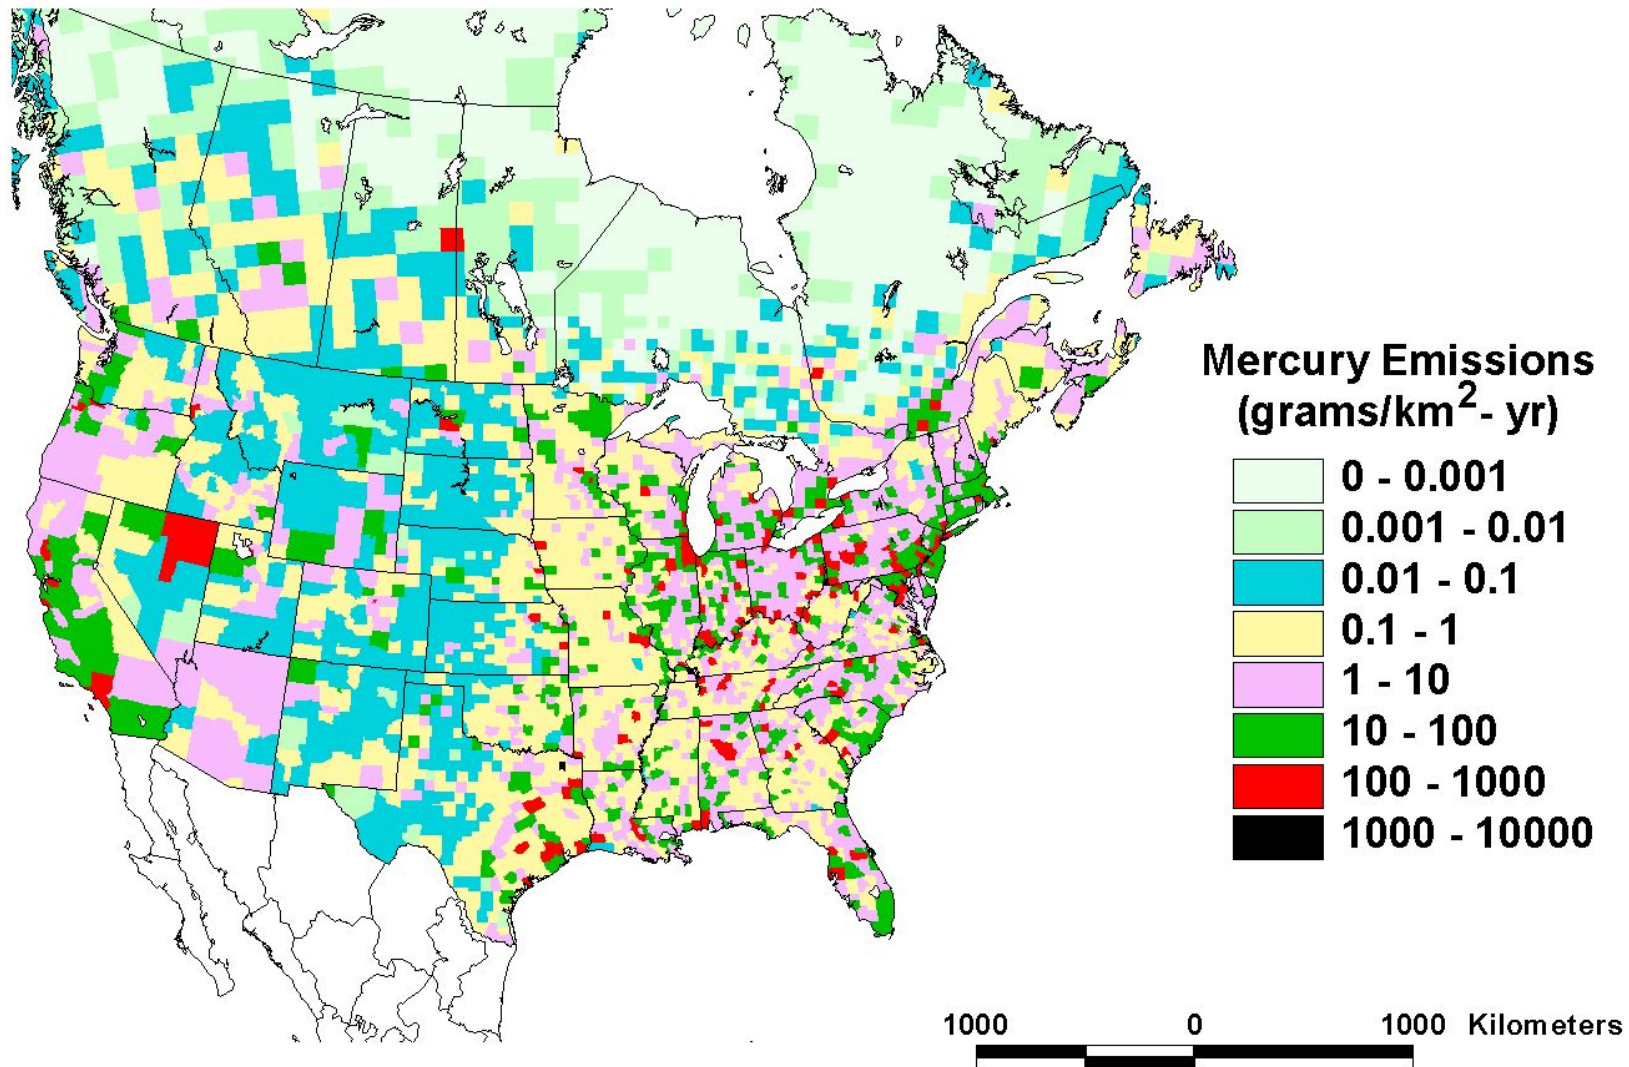 Mercury Emissions
(grams/km²- yr)
0 - 0.001
0.001 - 0.01
0.01 - 0.1
0.1 - 1
1 - 10
10 - 100
100 - 1000
1000 - 10000
1000 0 1000 Kilometers